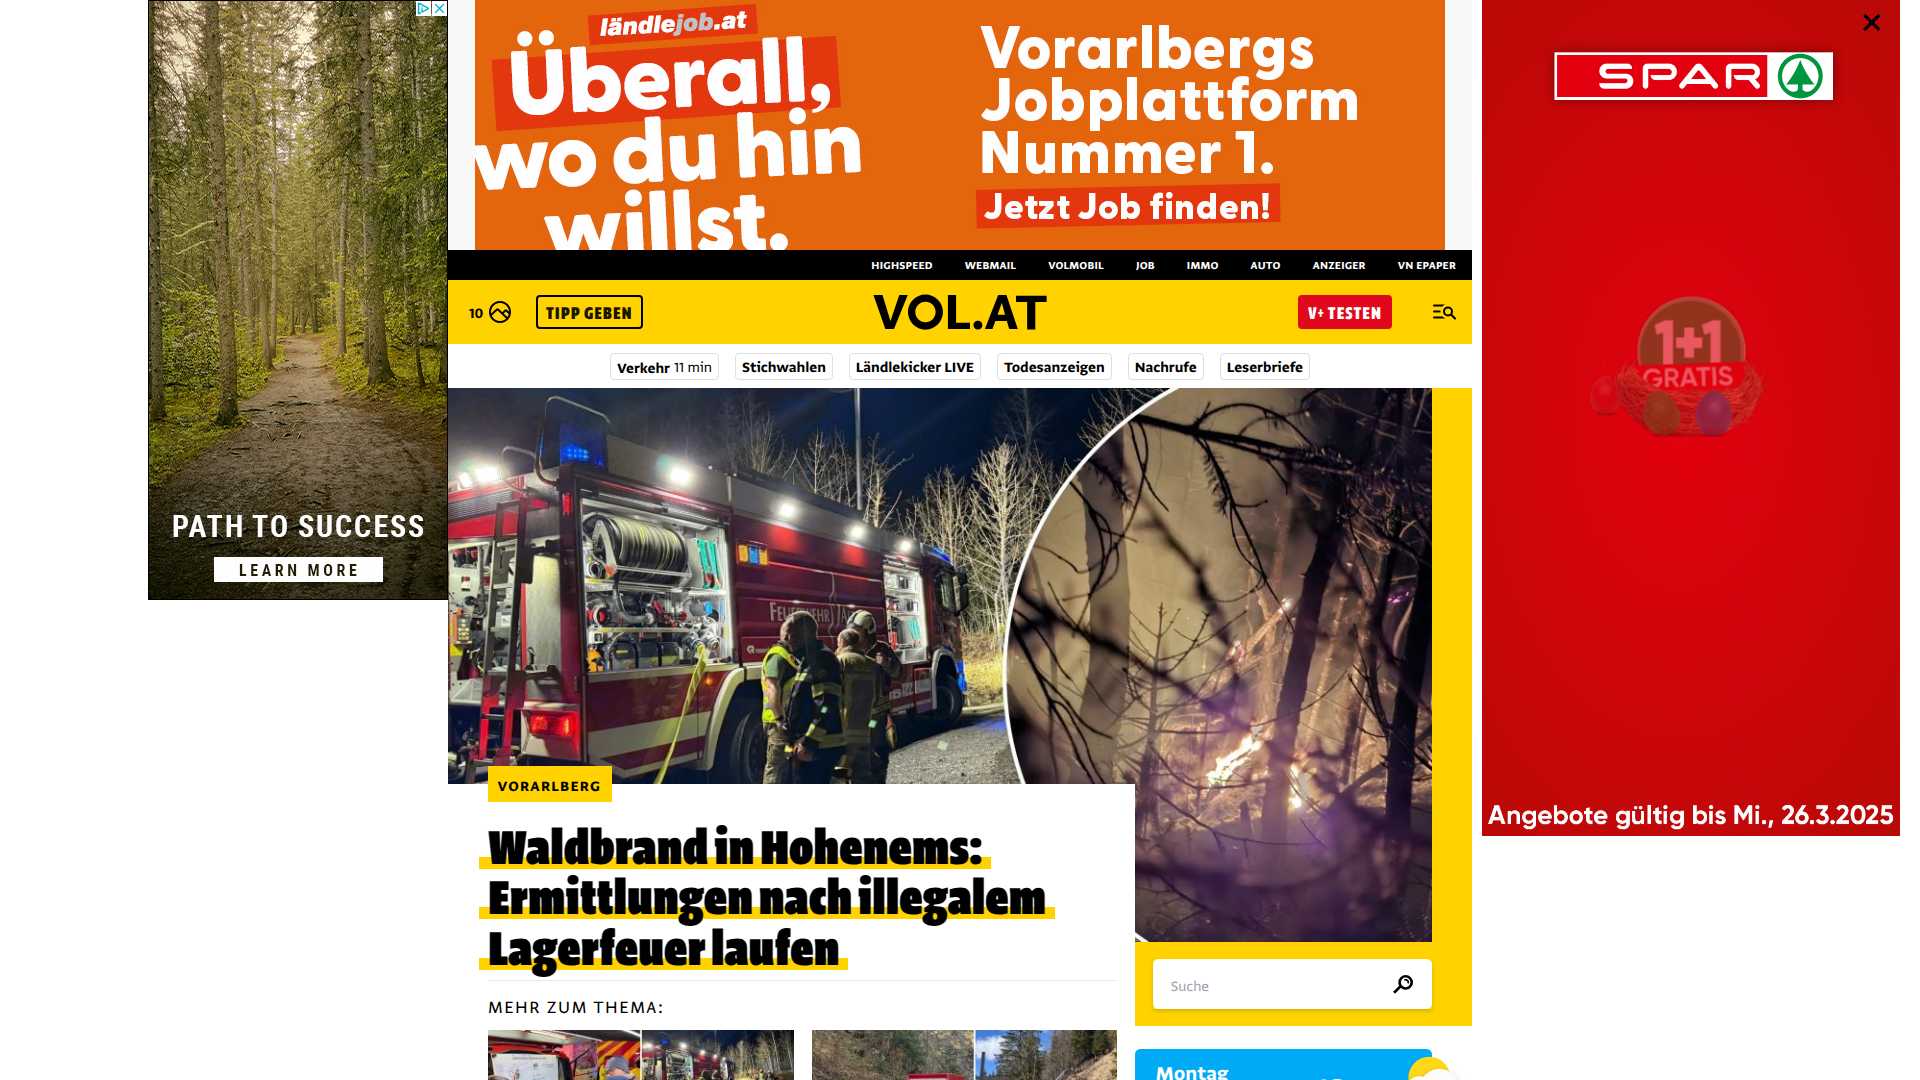 PATH TO SUCCESS
LEARN MORE
ländlejob.at
Überall,
wo du hin
willst.
Vorarlbergs
Jobplattform
Nummer 1.
Jetzt Job finden!
SPAR
1+1
GRATIS
Angebote gültig bis Mi., 26.3.2025
HIGHSPEED WEBMAIL VOLMOBIL JOB IMMO AUTO ANZEIGER VN EPAPER
10 TIPP GEBEN VOL.AT V+ TESTEN
Verkehr 11 min Stichwahlen Ländlekicker LIVE Todesanzeigen Nachrufe Leserbriefe
VORARLBERG
Waldbrand in Hohenems:
Ermittlungen nach illegalem
Lagerfeuer laufen
MEHR ZUM THEMA:
Suche
Montag